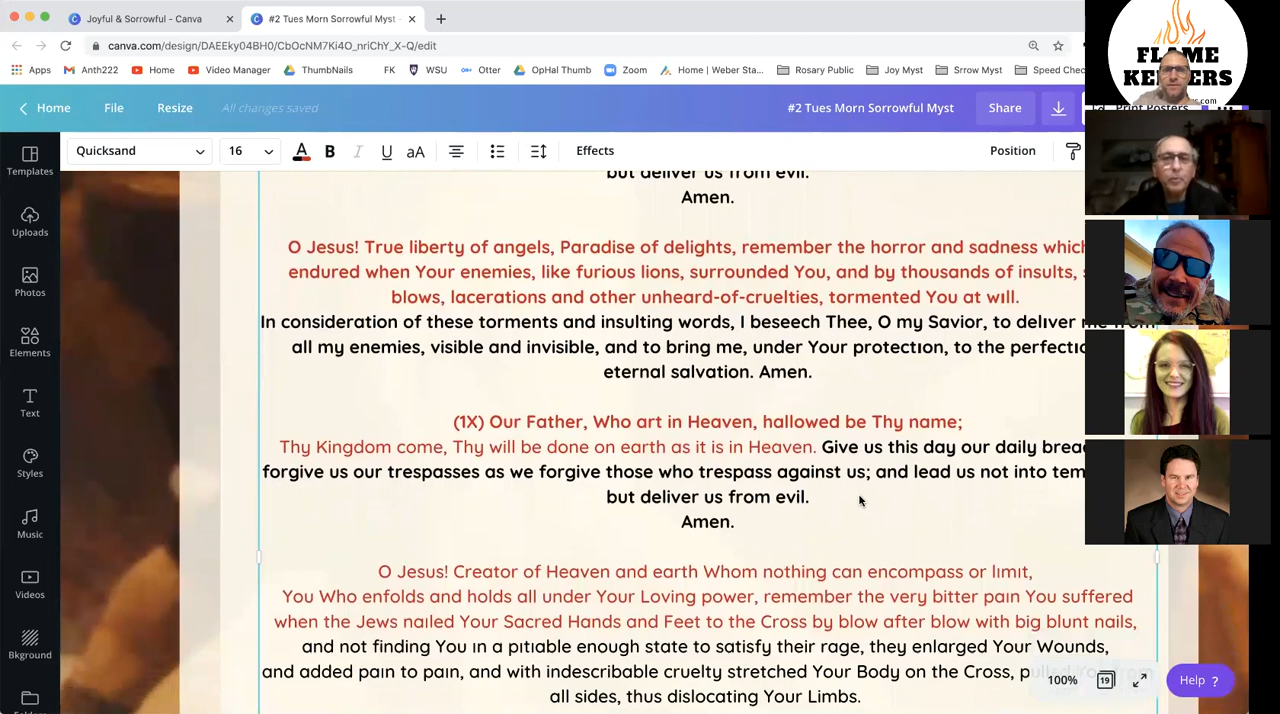 Joyful & Sorrowful - Canva
#2 Tues Morn Sorrowful Myst -
canva.com/design/DAEEky04BH0/CbOcNM7Ki4O_nriChY_X-Q/edit
Apps Anth222 Home Video Manager ThumbNails FK WSU Otter OpHal Thumb Zoom Home | Weber Sta... Rosary Public Joy Myst Srrow Myst Speed Chec
Home File Resize All changes saved #2 Tues Morn Sorrowful Myst Share Print Posters
Quicksand 16 A B I U aA Effects Position
Templates
Uploads
Photos
Elements
Text
Styles
Music
Videos
Bkground
FLAME
KEEPERS
but deliver us from evil.
Amen.
O Jesus! True liberty of angels, Paradise of delights, remember the horror and sadness which
endured when Your enemies, like furious lions, surrounded You, and by thousands of insults,
blows, lacerations and other unheard-of-cruelties, tormented You at will.
In consideration of these torments and insulting words, I beseech Thee, O my Savior, to deliver me from
all my enemies, visible and invisible, and to bring me, under Your protection, to the
eternal salvation. Amen.
(1X) Our Father, Who art in Heaven, hallowed be Thy name;
Thy Kingdom come, Thy will be done on earth as it is in Heaven. Give us this day our daily
forgive us our trespasses as we forgive those who trespass against us; and lead us not into
but deliver us from evil.
Amen.
O Jesus! Creator of Heaven and earth Whom nothing can encompass or limit,
You Who enfolds and holds all under Your Loving power, remember the very bitter pain You suffered
when the Jews nailed Your Sacred Hands and Feet to the Cross by blow after blow with big blunt nails,
and not finding You in a pitiable enough state to satisfy their rage, they enlarged Your Wounds,
and added pain to pain, and with indescribable cruelty stretched Your Body on the Cross, pulled You from
all sides, thus dislocating Your Limbs.
100% 19 Help ?